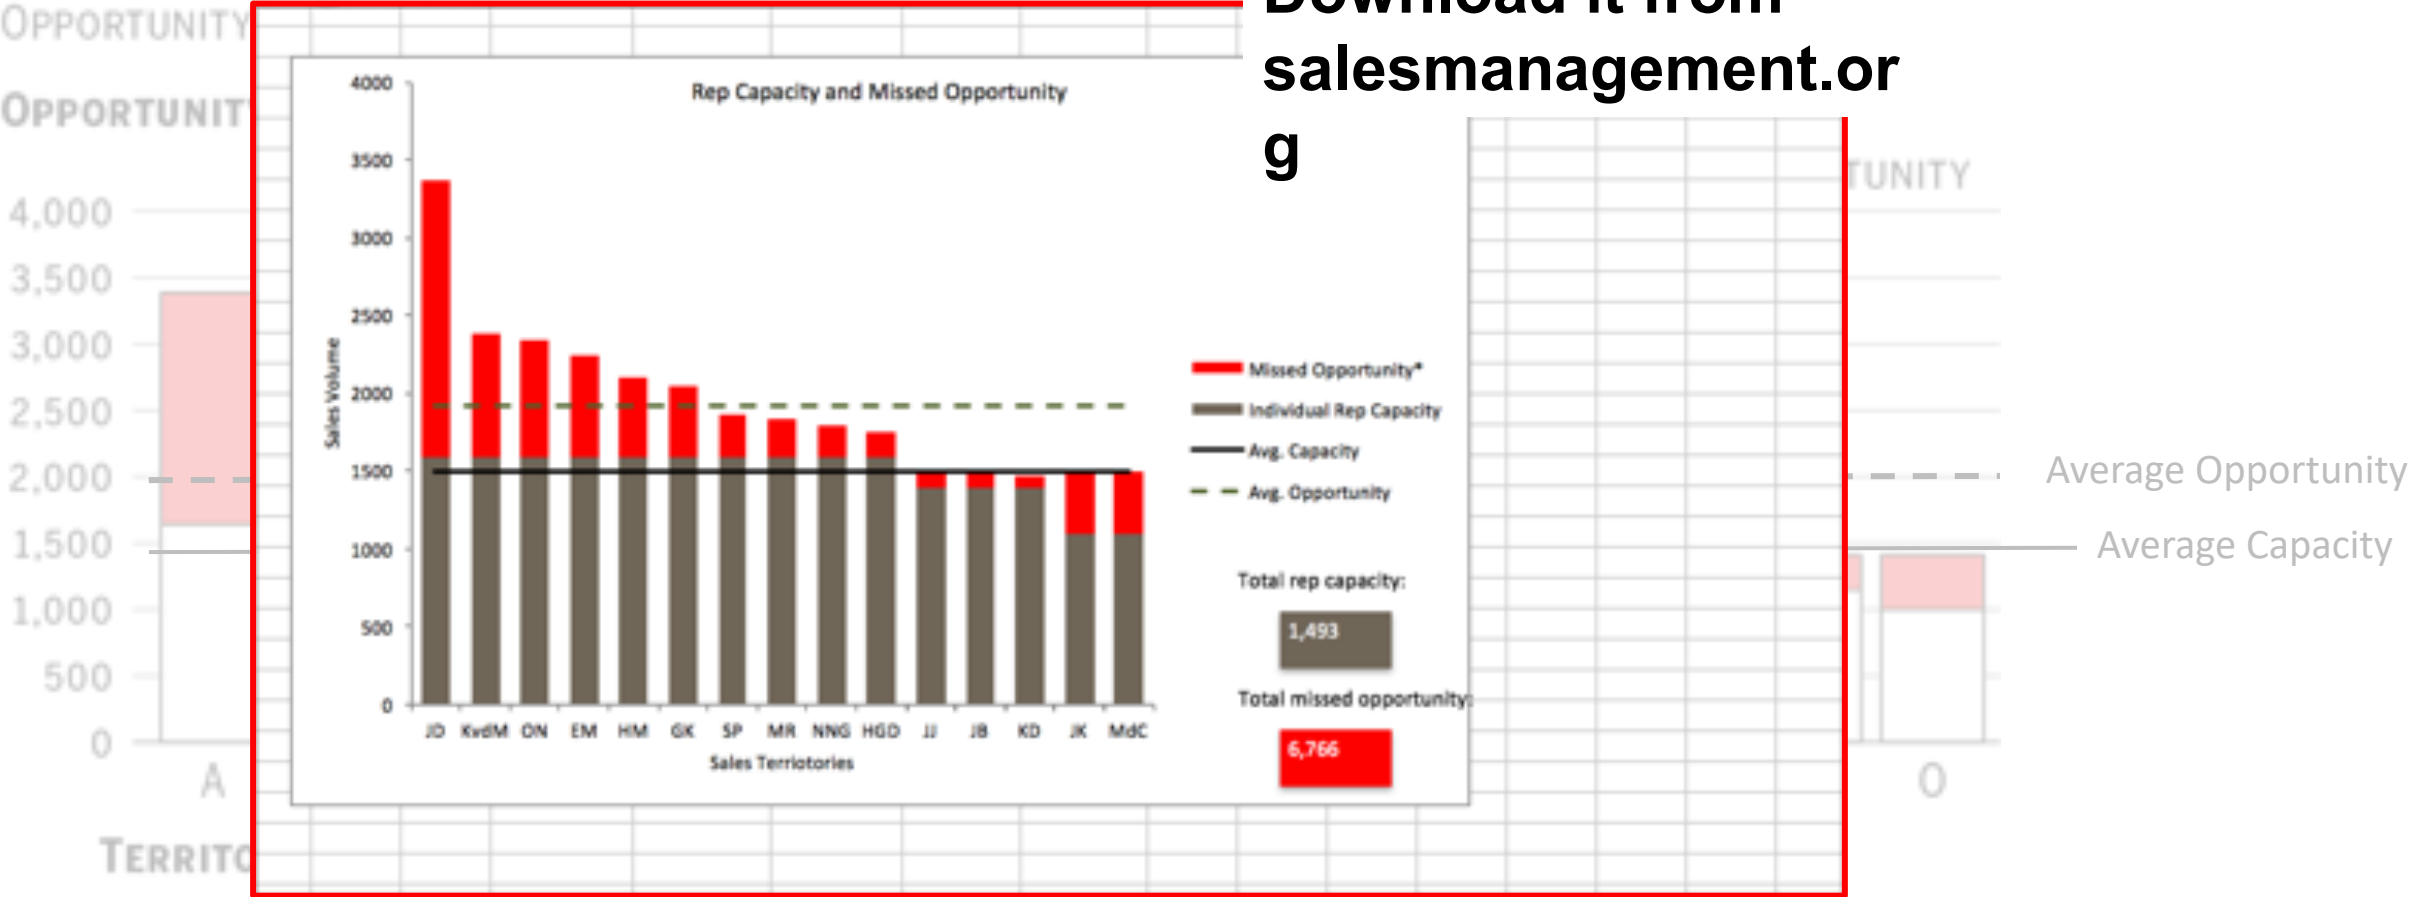 OPPORTUNITY
Download it from
salesmanagement.or
g
OPPORTUNIT
4,000
3,500
3,000
2,500
2,000
1,500
1,000
500
0
A
TERRITO
Rep Capacity and Missed Opportunity
4000
3500
3000
2500
2000
1500
1000
500
0
Sales Volume
JD KvdM ON EM HM GK SP MR NNG HGD JJ JB KD JK MdC
Sales Terriotories
Missed Opportunity*
Individual Rep Capacity
Avg. Capacity
Avg. Opportunity
Total rep capacity:
1,493
Total missed opportunity:
6,766
TUNITY
Average Opportunity
Average Capacity
O